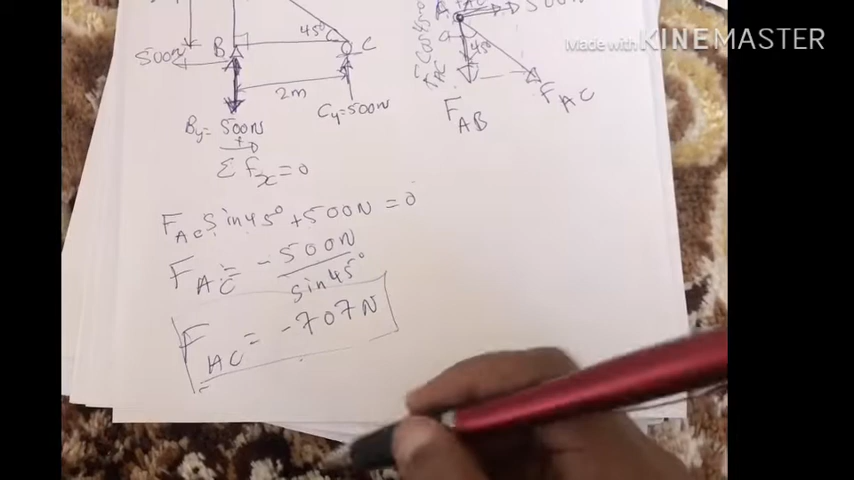 Made with KINEMASTER
500N
B
45°
C
2m
By= 500N
Cy=500N
Σ fx=0
FAC Sin45° +500N =0
FAC = -500N
Sin45°
FAC = -707N
500N
45°
FAB
FAC